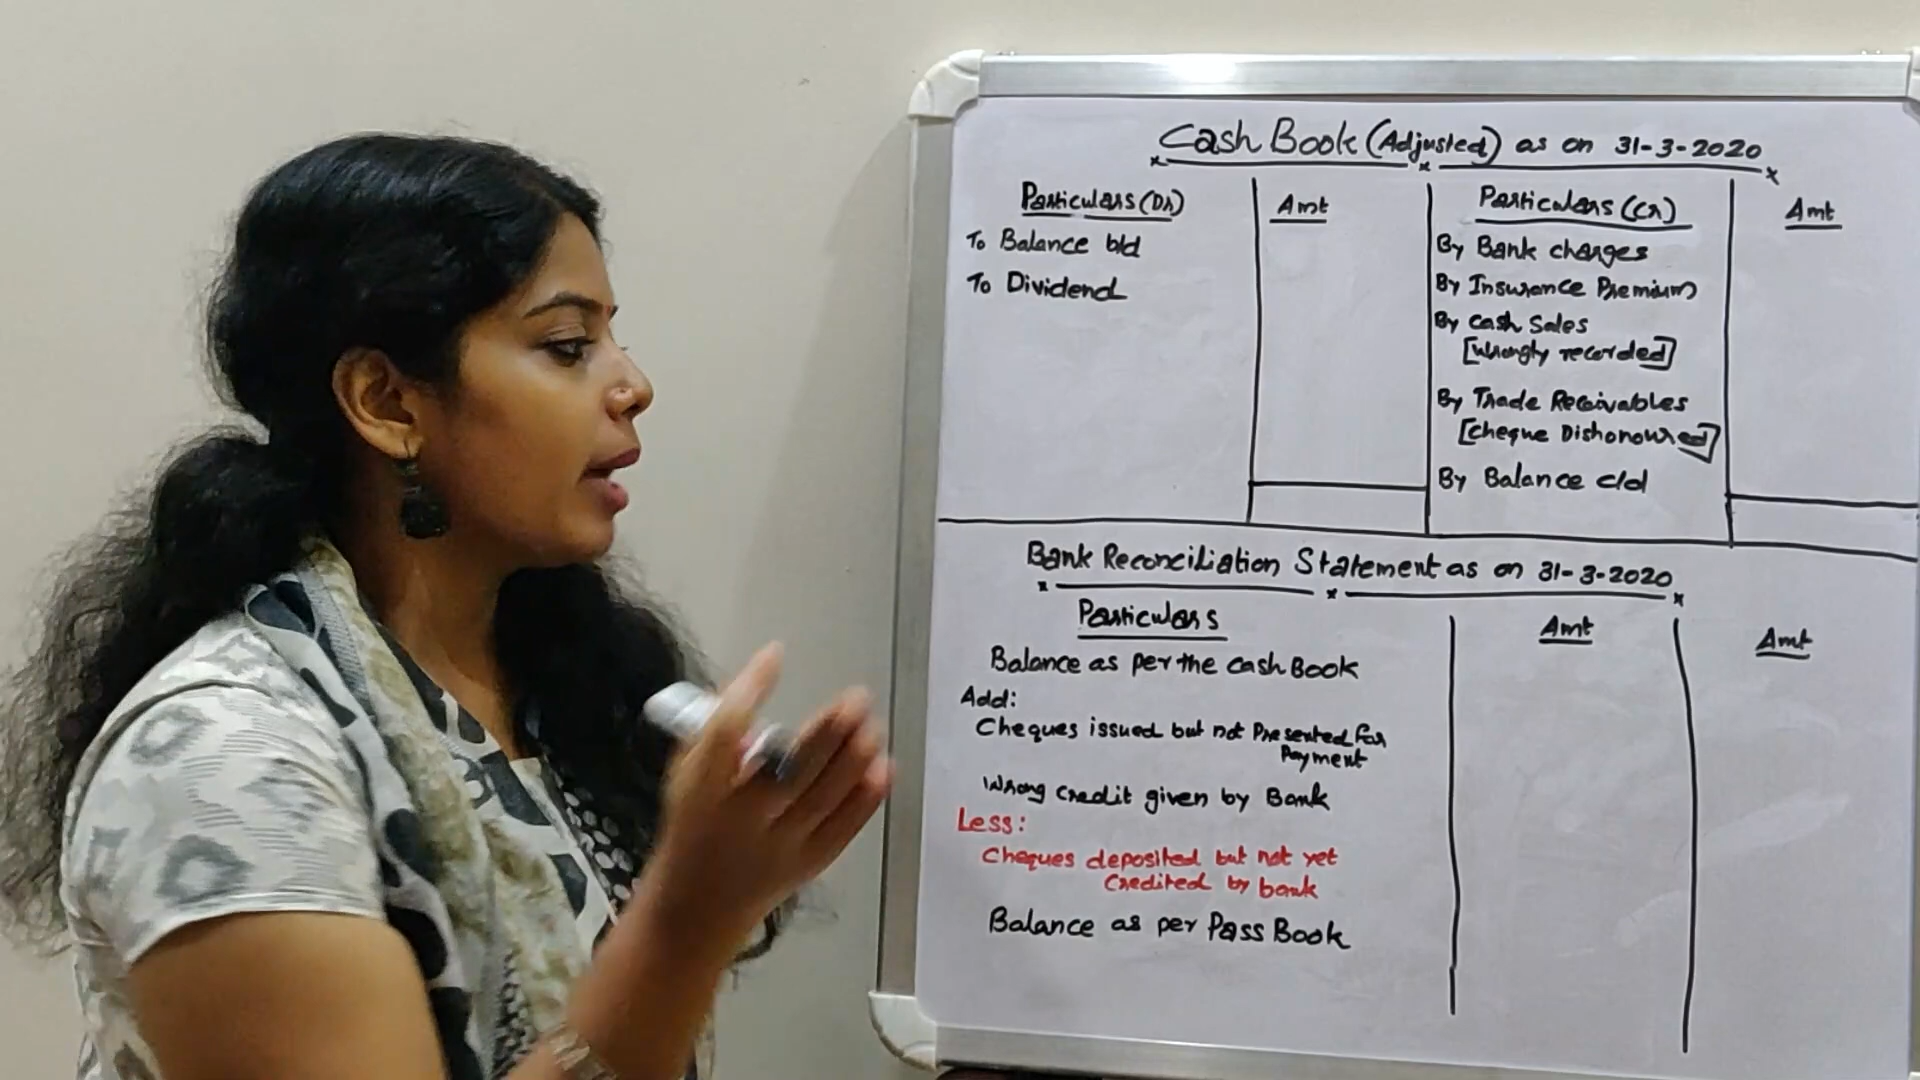 Cash Book (Adjusted) as on 31-3-2020
Particulars (Dr)
Amt
Particulars (Cr)
Amt
To Balance b/d
To Dividend
By Bank charges
By Insurance Premium
By Cash Sales
[Wrongly recorded]
By Trade Receivables
[Cheque Dishonoured]
By Balance c/d
Bank Reconciliation Statement as on 31-3-2020
Particulars
Amt
Amt
Balance as per the Cash Book
Add:
Cheques issued but not Presented for
Payment
Wrong credit given by Bank
Less:
Cheques deposited but not yet
Credited by bank
Balance as per Pass Book